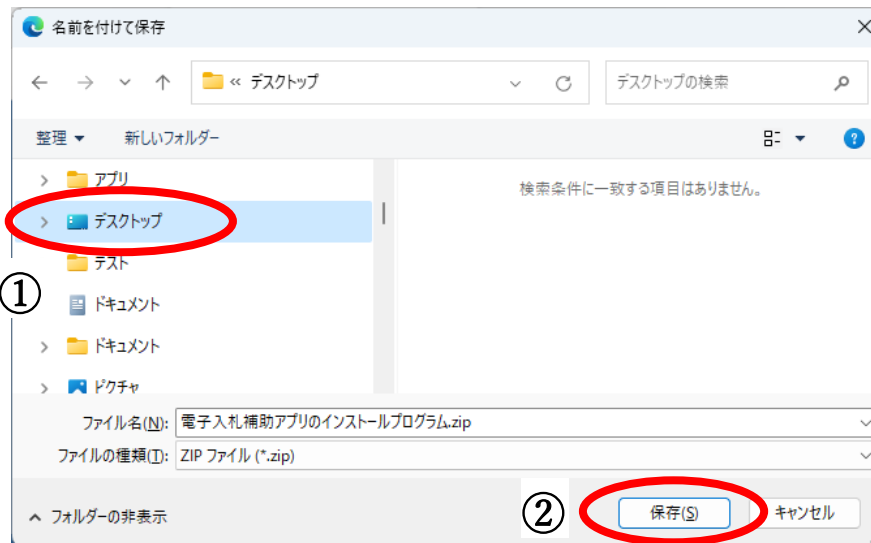 名前を付けて保存
« デスクトップ
デスクトップの検索
整理
新しいフォルダー
アプリ
検索条件に一致する項目はありません。
デスクトップ
テスト
①
ドキュメント
ドキュメント
ピクチャ
ファイル名(N): 電子入札補助アプリのインストールプログラム.zip
ファイルの種類(T): ZIP ファイル (*.zip)
フォルダーの非表示
②
保存(S)
キャンセル